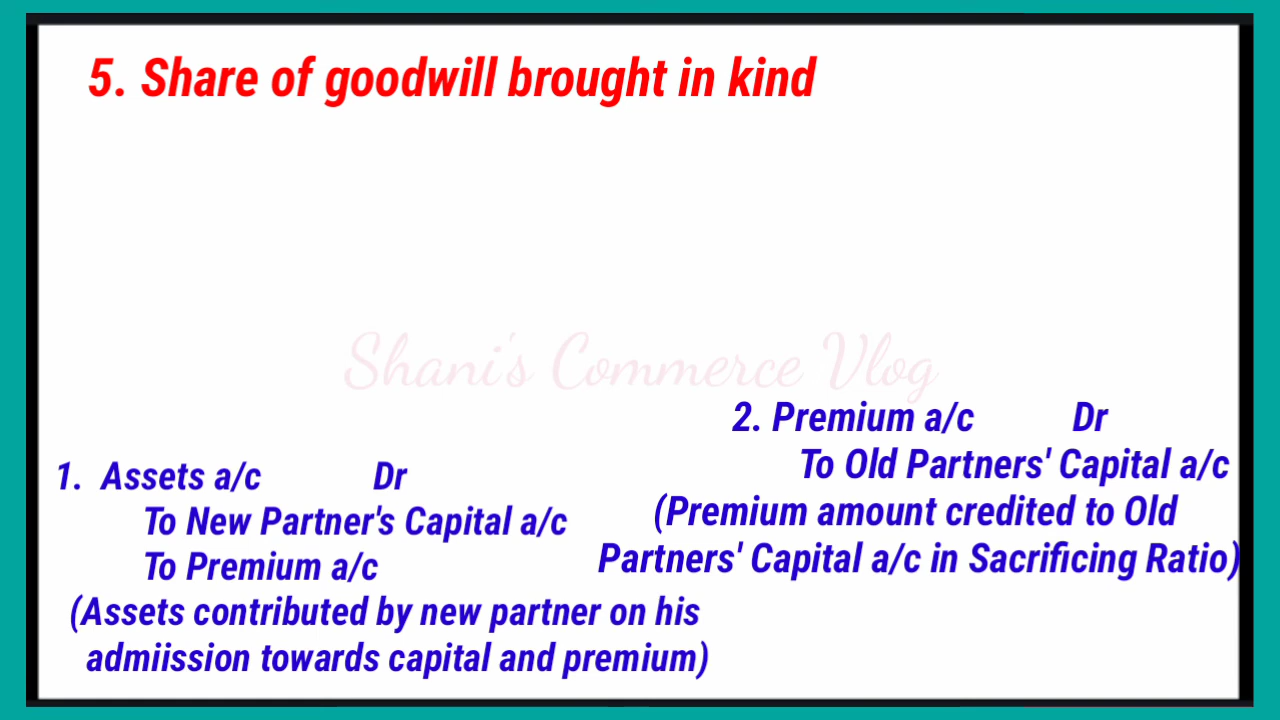 5. Share of goodwill brought in kind
Shani's Commerce Vlog
1. Assets a/c Dr
To New Partner's Capital a/c
To Premium a/c
(Assets contributed by new partner on his
admiission towards capital and premium)
2. Premium a/c Dr
To Old Partners' Capital a/c
(Premium amount credited to Old
Partners' Capital a/c in Sacrificing Ratio)